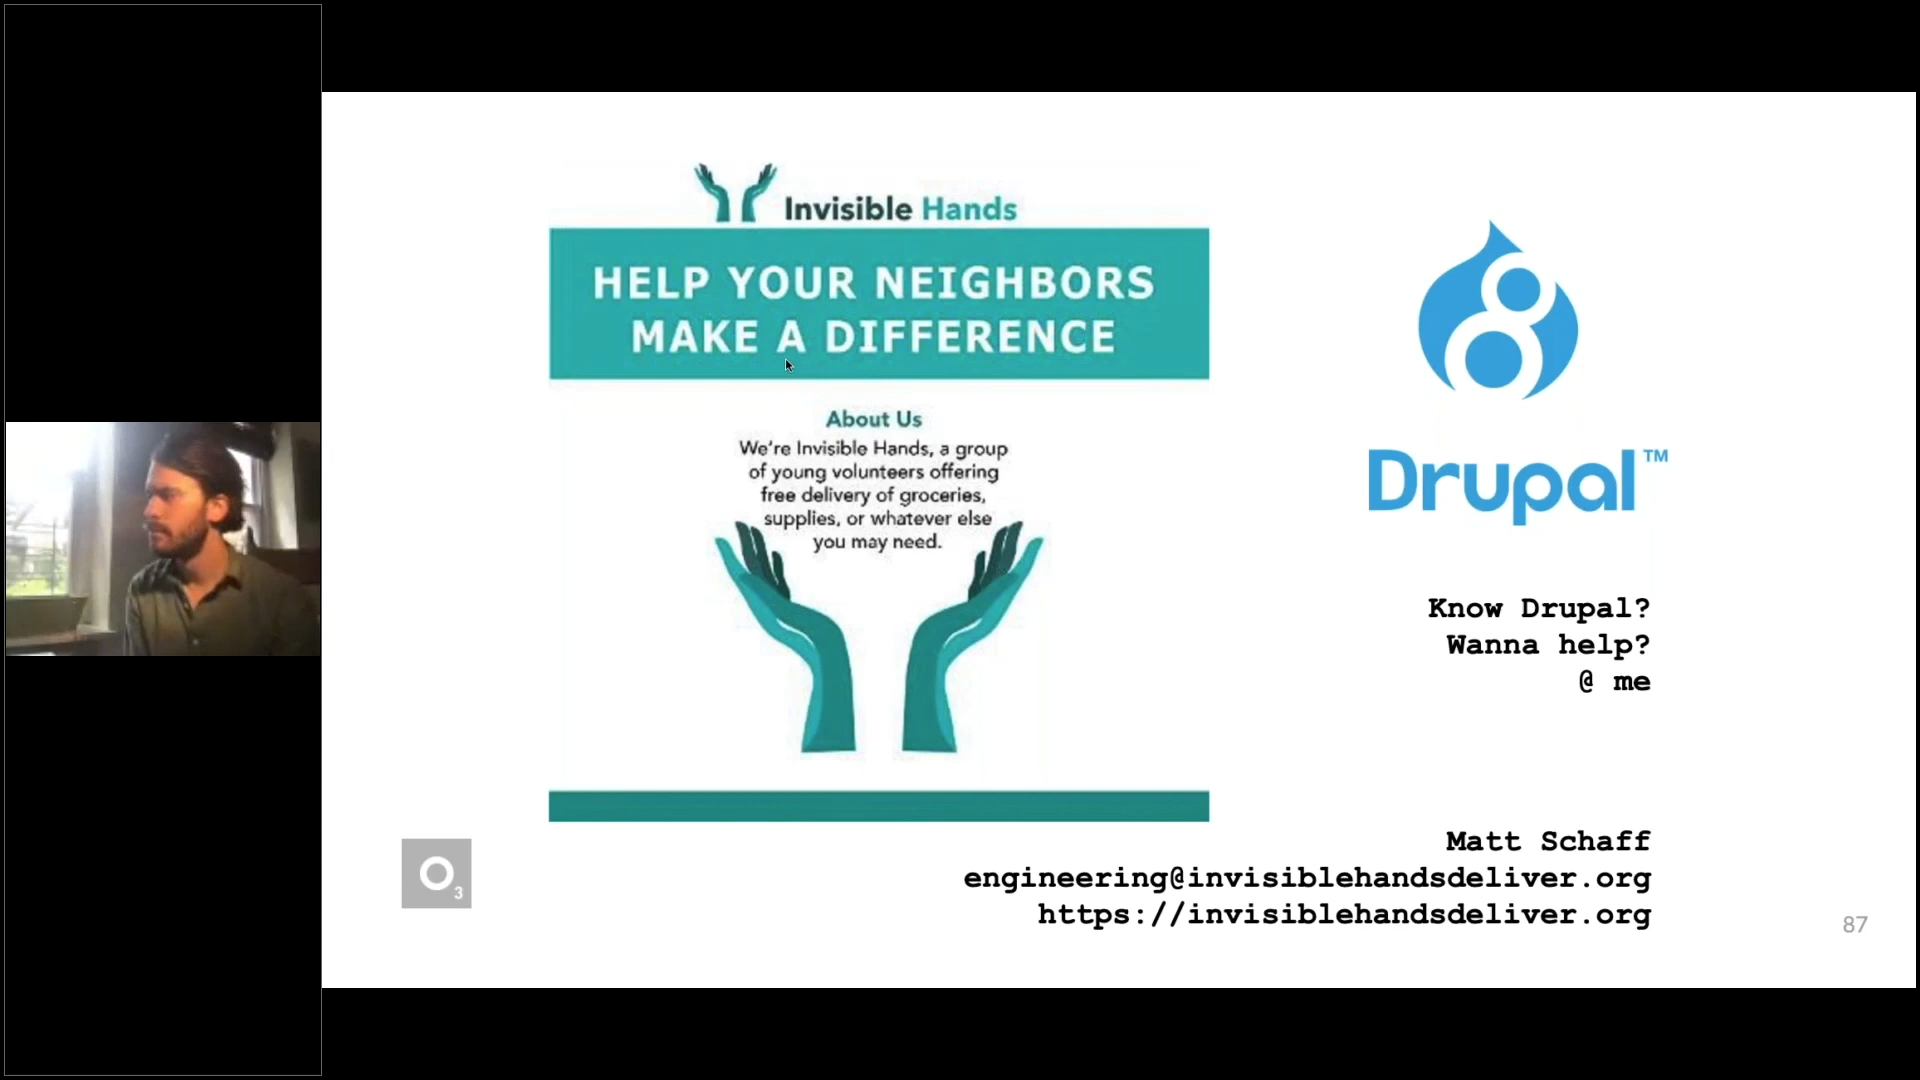 Invisible Hands
HELP YOUR NEIGHBORS
MAKE A DIFFERENCE
About Us
We're Invisible Hands, a group
of young volunteers offering
free delivery of groceries,
supplies, or whatever else
you may need.
8
Drupal™
Know Drupal?
Wanna help?
@ me
Matt Schaff
engineering@invisiblehandsdeliver.org
https://invisiblehandsdeliver.org
O3
87